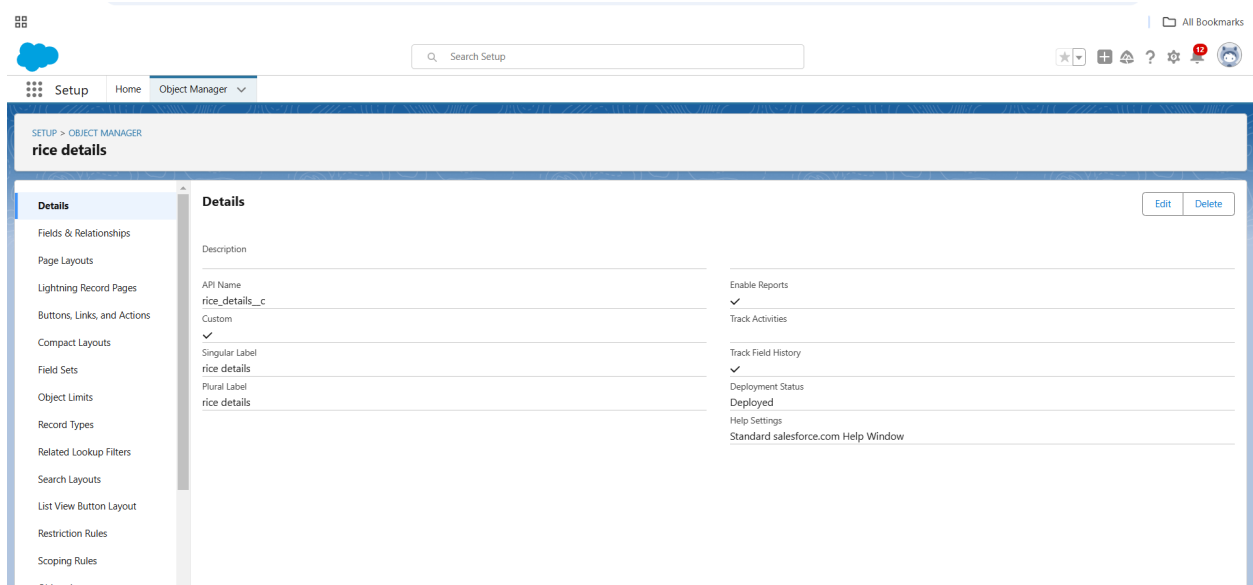 All Bookmarks
Search Setup
12
Setup
Home
Object Manager
SETUP > OBJECT MANAGER
rice details
Details
Fields & Relationships
Page Layouts
Lightning Record Pages
Buttons, Links, and Actions
Compact Layouts
Field Sets
Object Limits
Record Types
Related Lookup Filters
Search Layouts
List View Button Layout
Restriction Rules
Scoping Rules
Details
Edit
Delete
Description
API Name
rice_details__c
Custom
Singular Label
rice details
Plural Label
rice details
Enable Reports
Track Activities
Track Field History
Deployment Status
Deployed
Help Settings
Standard salesforce.com Help Window